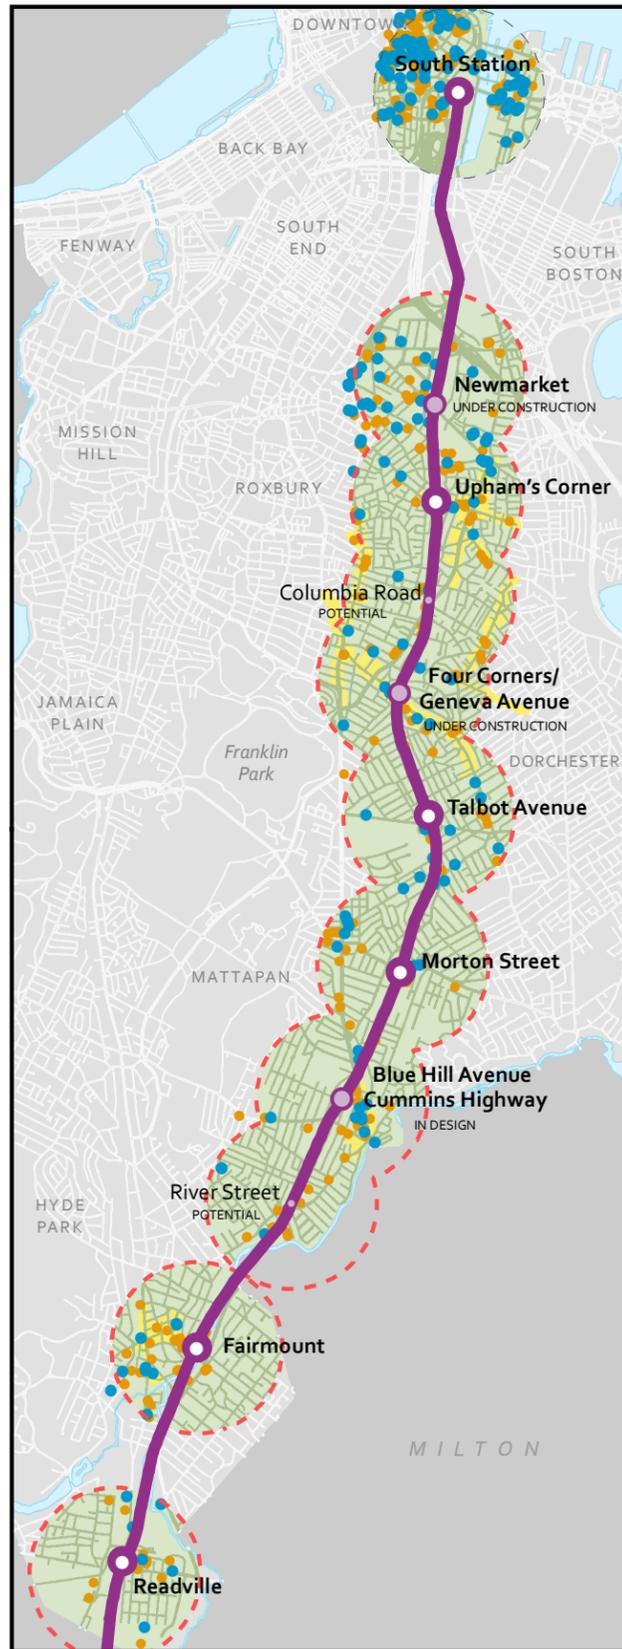 DOWNTOWN
South Station
BACK BAY
SOUTH
END
FENWAY
SOUTH
BOSTON
Newmarket
UNDER CONSTRUCTION
MISSION
HILL
ROXBURY
Upham's Corner
Columbia Road
POTENTIAL
Four Corners/
Geneva Avenue
UNDER CONSTRUCTION
JAMAICA
PLAIN
Franklin
Park
DORCHESTER
Talbot Avenue
Morton Street
MATTAPAN
Blue Hill Avenue
Cummins Highway
IN DESIGN
River Street
POTENTIAL
HYDE
PARK
Fairmount
MILTON
Readville